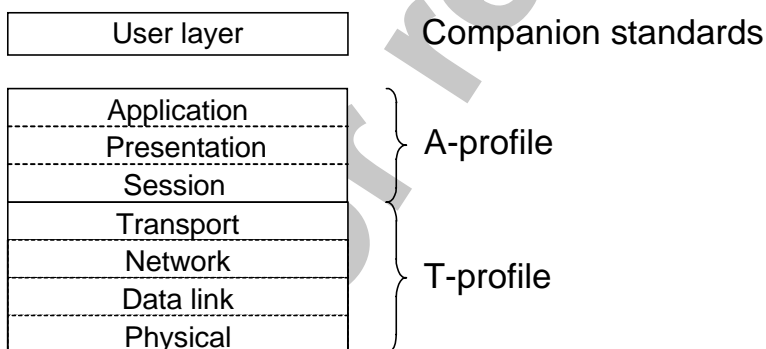 User layer Companion standards
Application
Presentation
A-profile
Session
Transport
Network
T-profile
Data link
Physical